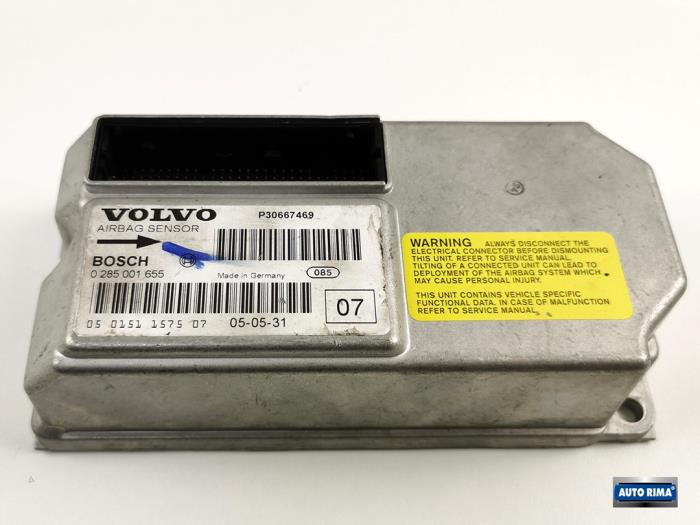 VOLVO P30667469
AIRBAG SENSOR
BOSCH
0 285 001 655 Made in Germany 085
05 0151 1575 07 05-05-31 07
WARNING ALWAYS DISCONNECT THE
ELECTRICAL CONNECTOR BEFORE DISMOUNTING
THIS UNIT. REFER TO SERVICE MANUAL.
TILTING OF A CONNECTED UNIT CAN LEAD TO
DEPLOYMENT OF THE AIRBAG SYSTEM WHICH
MAY CAUSE PERSONAL INJURY.
THIS UNIT CONTAINS VEHICLE SPECIFIC
FUNCTIONAL DATA. IN CASE OF MALFUNCTION
REFER TO SERVICE MANUAL.
AUTO RIMA